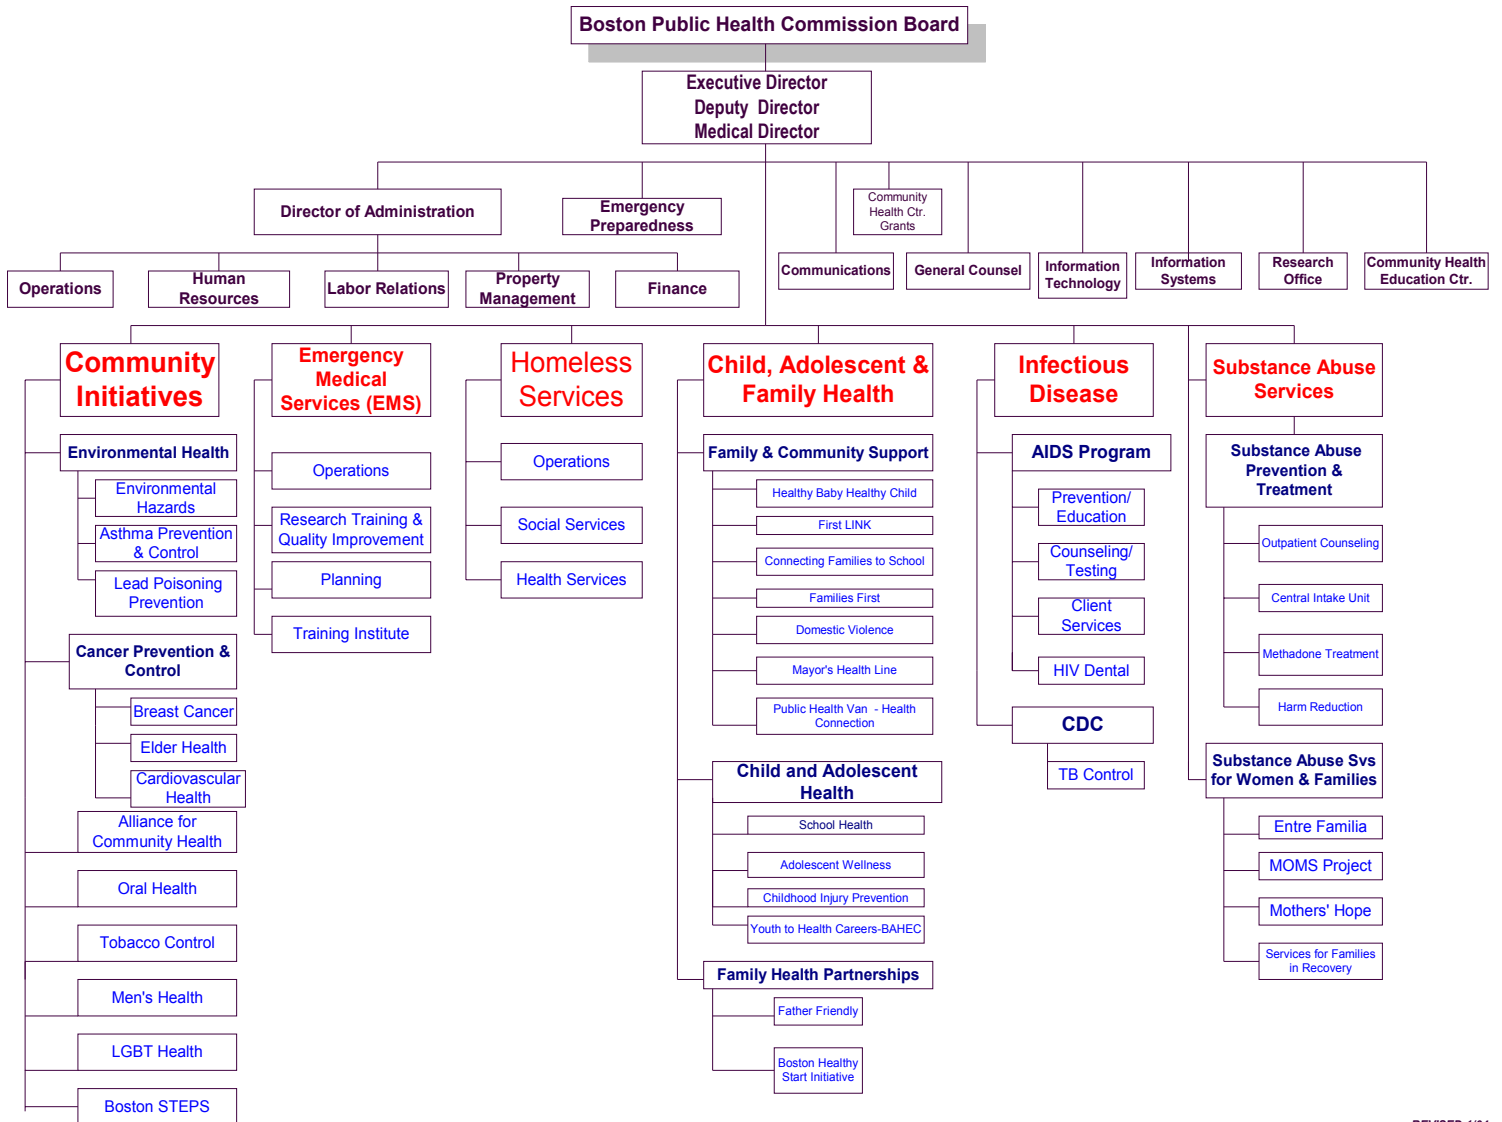 Boston Public Health Commission Board
Executive Director
Deputy Director
Medical Director
Director of Administration
Emergency
Preparedness
Community
Health Ctr.
Grants
Operations
Human
Resources
Labor Relations
Property
Management
Finance
Communications
General Counsel
Information
Technology
Information
Systems
Research
Office
Community Health
Education Ctr.
Community
Initiatives
Environmental Health
Environmental
Hazards
Asthma Prevention
& Control
Lead Poisoning
Prevention
Cancer Prevention &
Control
Breast Cancer
Elder Health
Cardiovascular
Health
Alliance for
Community Health
Oral Health
Tobacco Control
Men's Health
LGBT Health
Boston STEPS
Emergency
Medical
Services (EMS)
Operations
Research Training &
Quality Improvement
Planning
Training Institute
Homeless
Services
Operations
Social Services
Health Services
Child, Adolescent &
Family Health
Family & Community Support
Healthy Baby Healthy Child
First LINK
Connecting Families to School
Families First
Domestic Violence
Mayor's Health Line
Public Health Van - Health
Connection
Child and Adolescent
Health
School Health
Adolescent Wellness
Childhood Injury Prevention
Youth to Health Careers-BAHEC
Family Health Partnerships
Father Friendly
Boston Healthy
Start Initiative
Infectious
Disease
AIDS Program
Prevention/
Education
Counseling/
Testing
Client
Services
HIV Dental
CDC
TB Control
Substance Abuse
Services
Substance Abuse
Prevention &
Treatment
Outpatient Counseling
Central Intake Unit
Methadone Treatment
Harm Reduction
Substance Abuse Svs
for Women & Families
Entre Familia
MOMS Project
Mothers' Hope
Services for Families
in Recovery